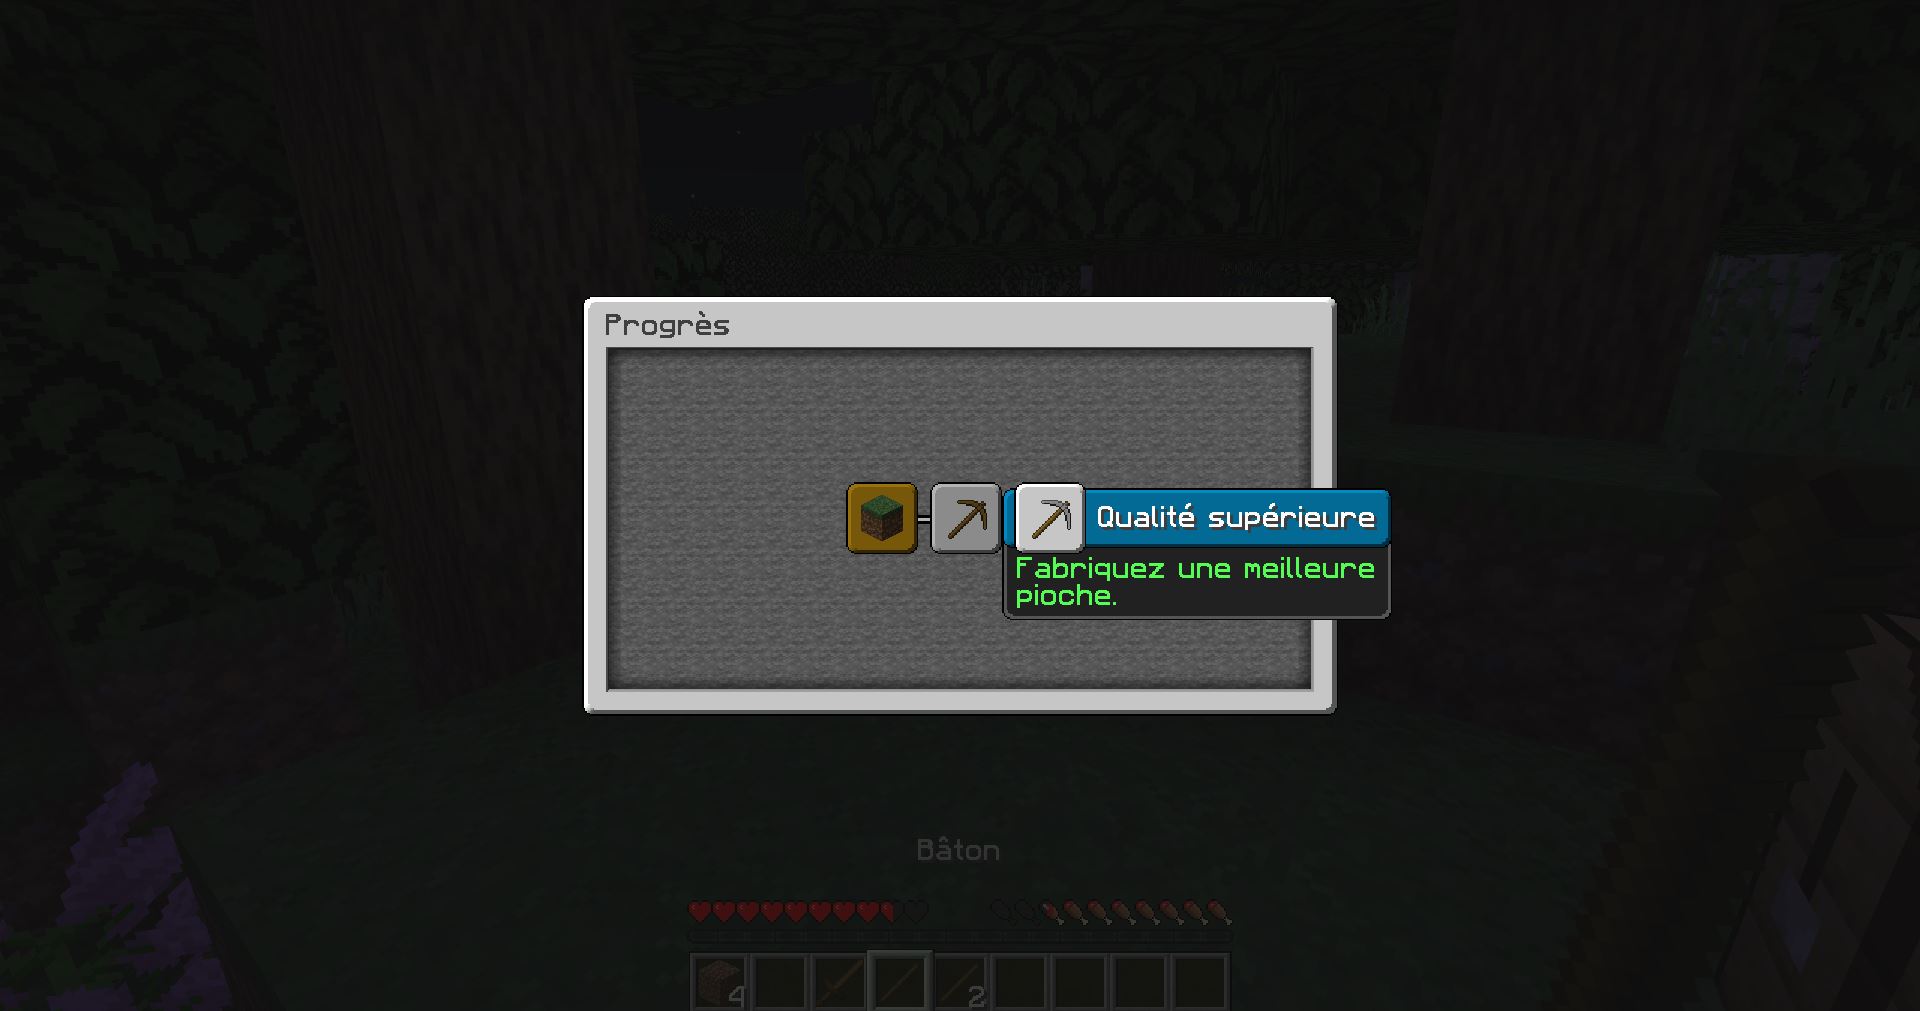 Progrès
Qualité supérieure
Fabriquez une meilleure
pioche.
Bâton
4
2